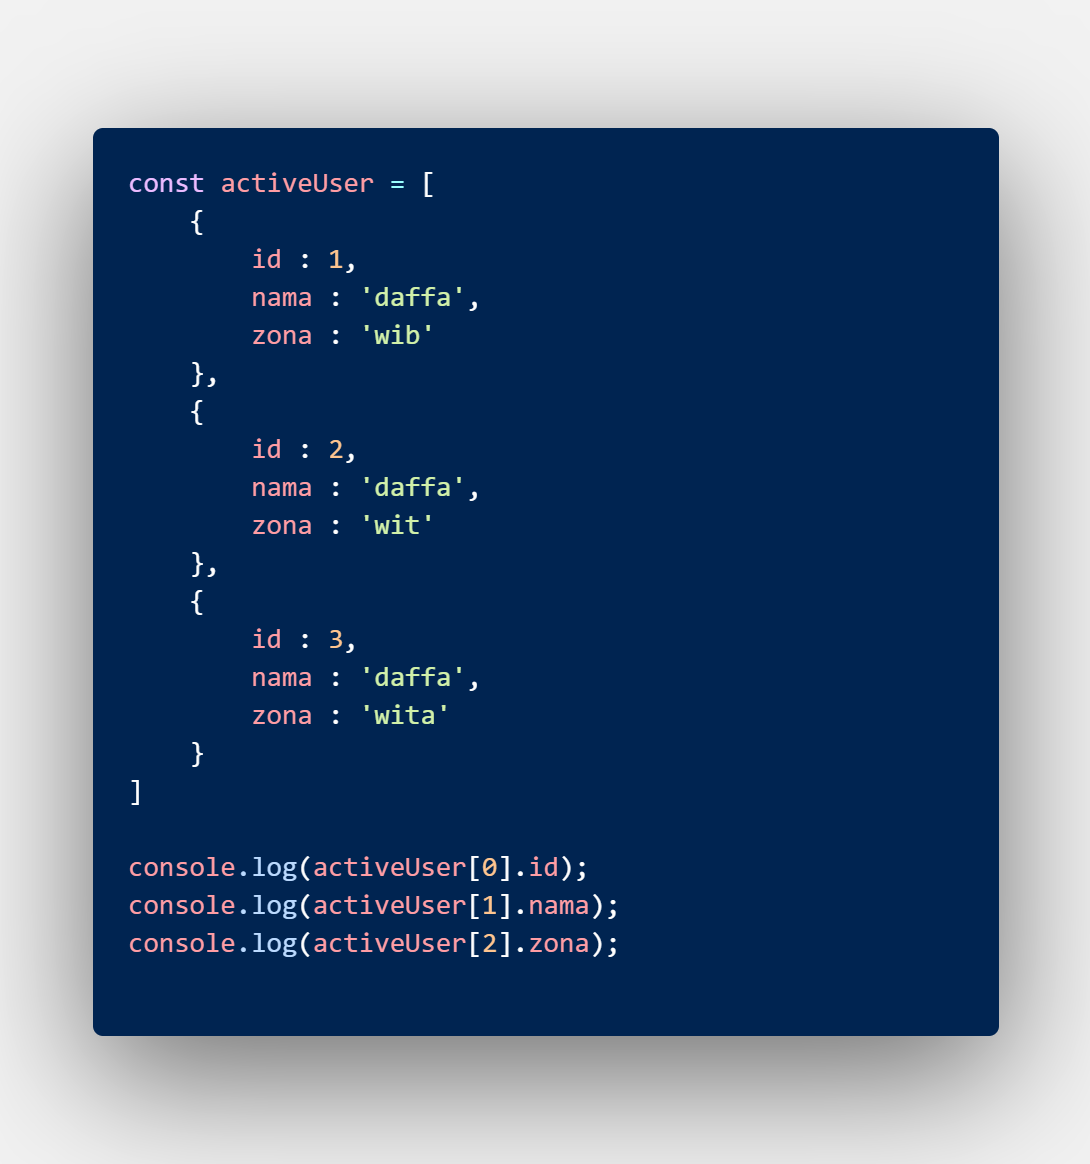 const activeUser = [
    {
        id : 1,
        nama : 'daffa',
        zona : 'wib'
    },
    {
        id : 2,
        nama : 'daffa',
        zona : 'wit'
    },
    {
        id : 3,
        nama : 'daffa',
        zona : 'wita'
    }
]

console.log(activeUser[0].id);
console.log(activeUser[1].nama);
console.log(activeUser[2].zona);